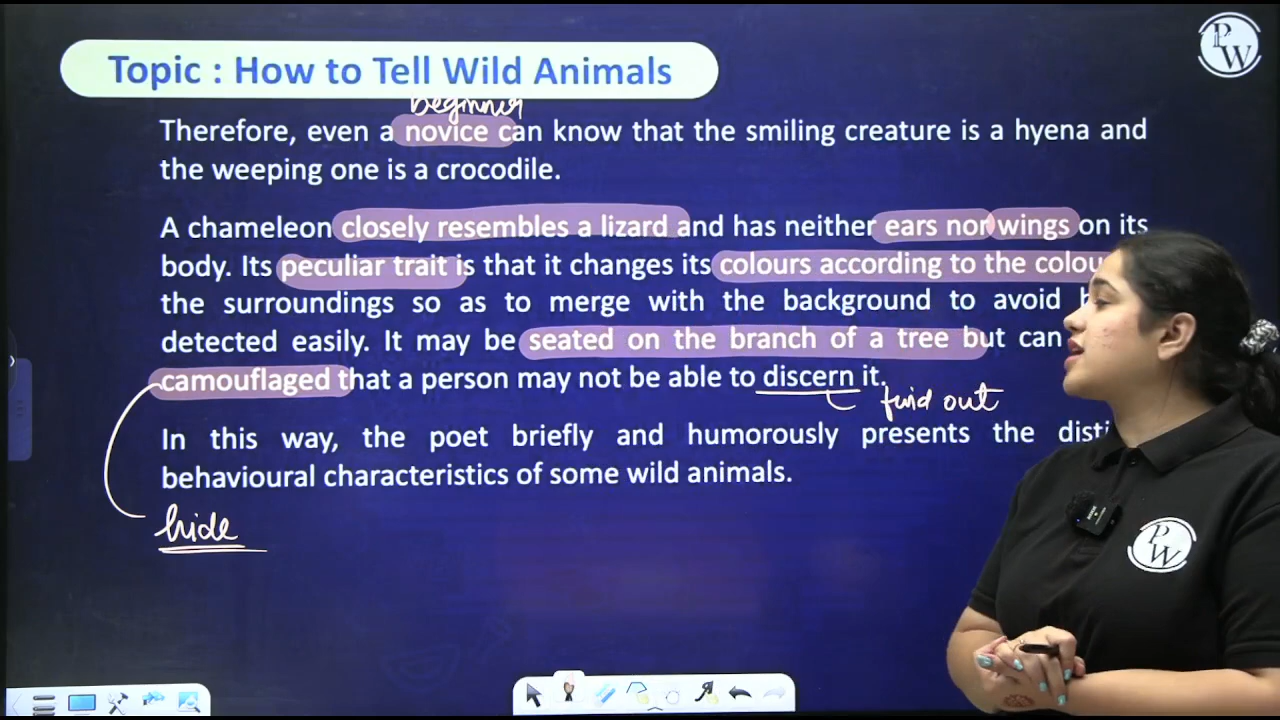 PW
Topic : How to Tell Wild Animals
beginner
Therefore, even a novice can know that the smiling creature is a hyena and
the weeping one is a crocodile.
A chameleon closely resembles a lizard and has neither ears nor wings on its
body. Its peculiar trait is that it changes its colours according to the colou
the surroundings so as to merge with the background to avoid b
detected easily. It may be seated on the branch of a tree but can
camouflaged that a person may not be able to discern it.
find out
In this way, the poet briefly and humorously presents the disti
behavioural characteristics of some wild animals.
hide
PW